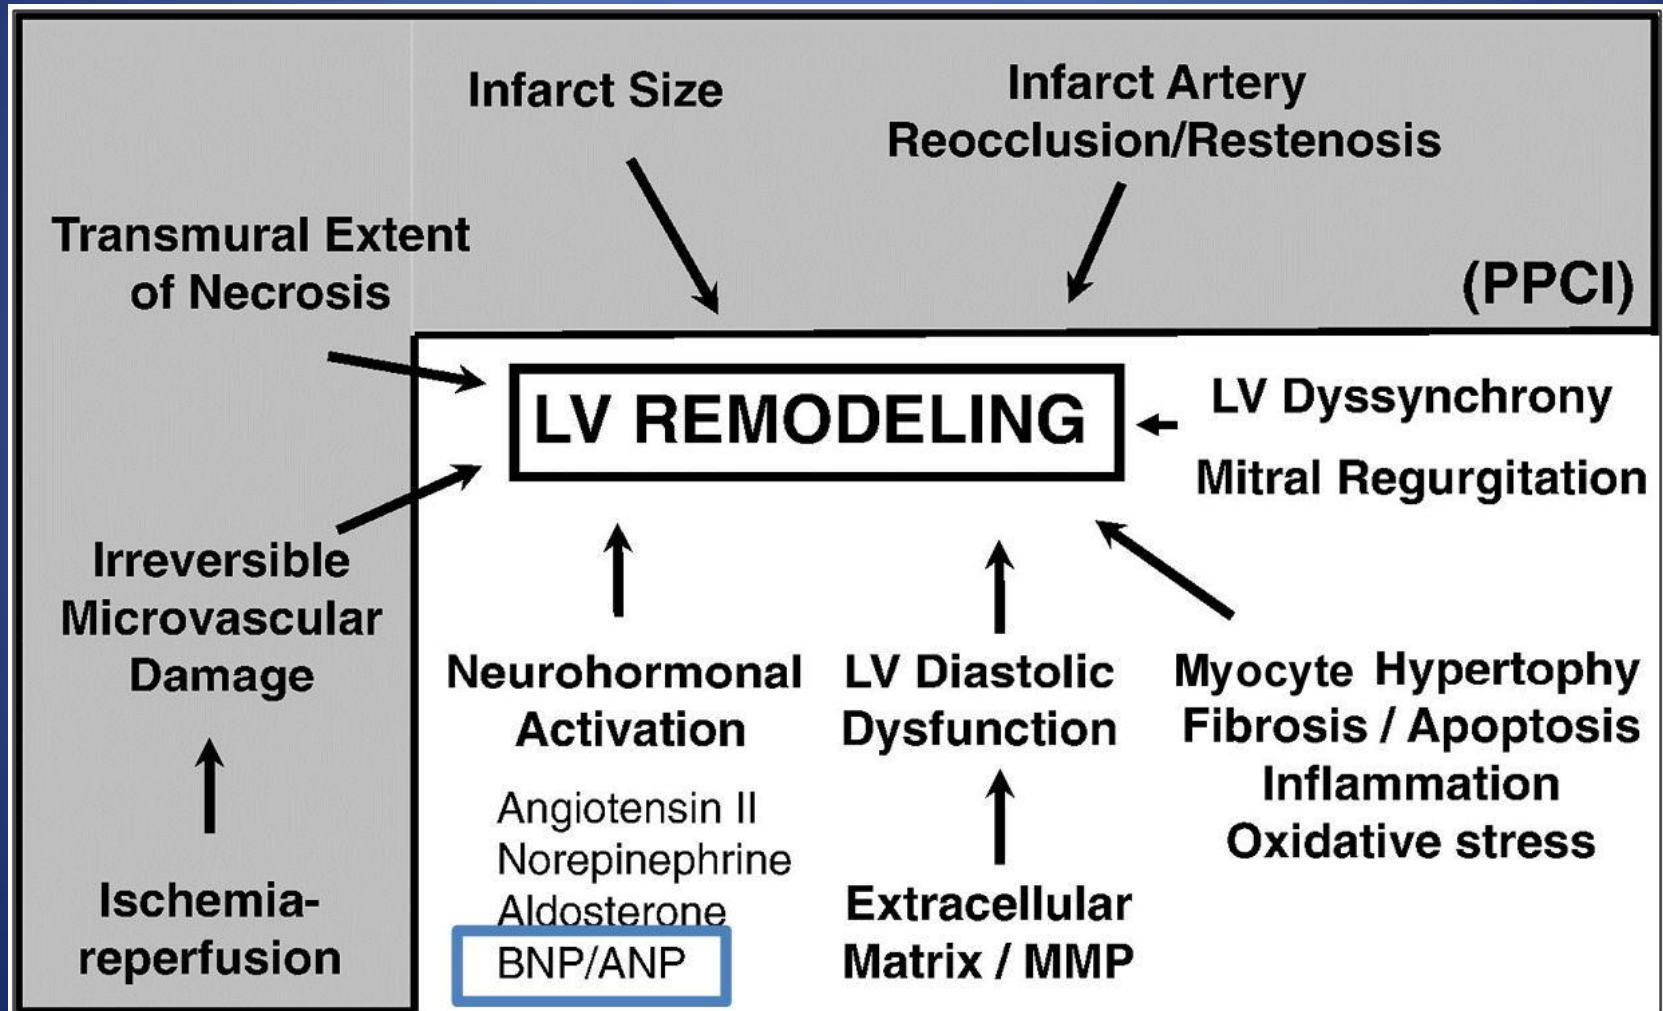 Infarct Size
Infarct Artery
Reocclusion/Restenosis
(PPCI)
Transmural Extent
of Necrosis
LV REMODELING
LV Dyssynchrony
Mitral Regurgitation
Irreversible
Microvascular
Damage
Ischemia-
reperfusion
Neurohormonal
Activation
Angiotensin II
Norepinephrine
Aldosterone
BNP/ANP
LV Diastolic
Dysfunction
Extracellular
Matrix / MMP
Myocyte Hypertophy
Fibrosis / Apoptosis
Inflammation
Oxidative stress